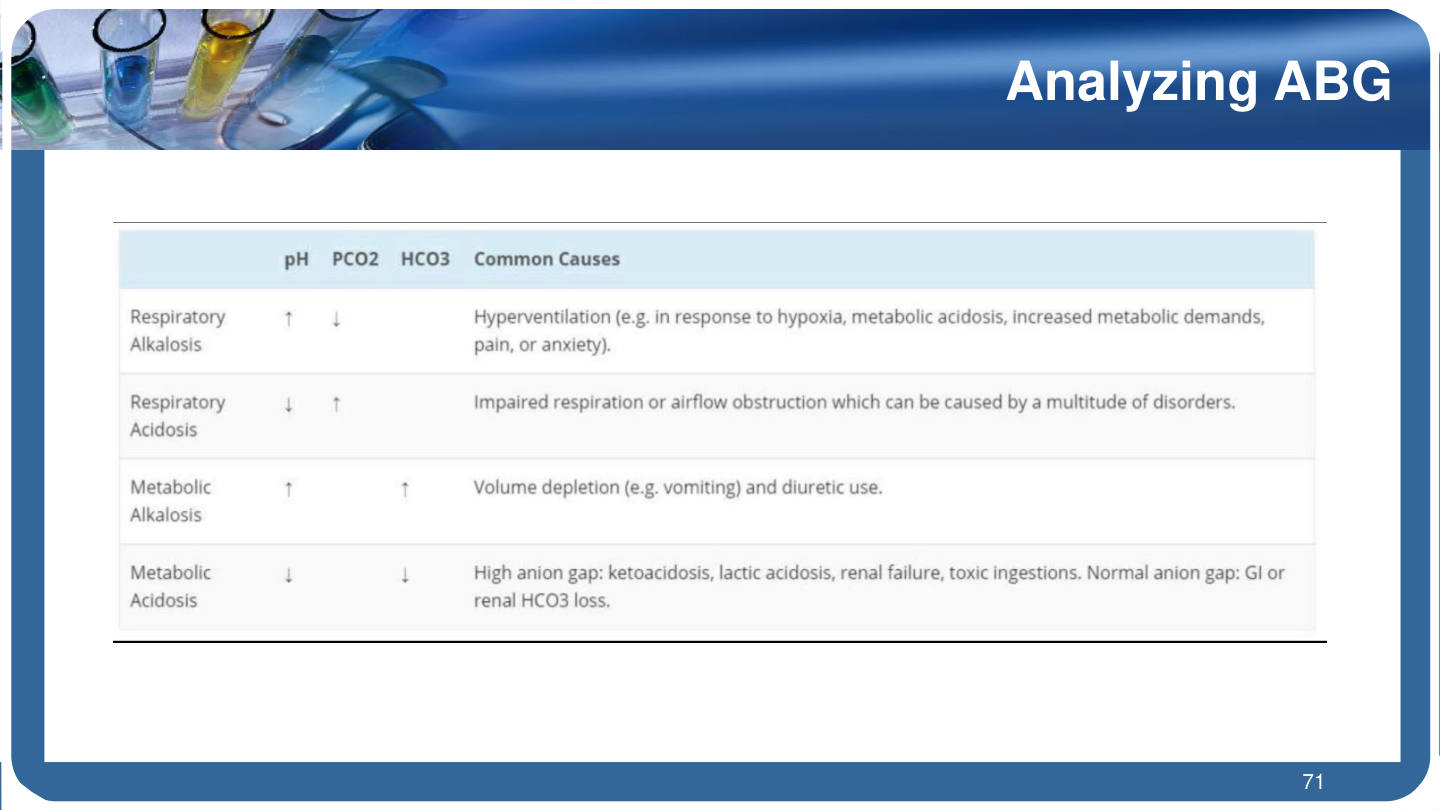 Analyzing ABG
pH PCO2 HCO3 Common Causes
Respiratory ↑ ↓ Hyperventilation (e.g. in response to hypoxia, metabolic acidosis, increased metabolic demands,
Alkalosis pain, or anxiety).
Respiratory ↓ ↑ Impaired respiration or airflow obstruction which can be caused by a multitude of disorders.
Acidosis
Metabolic ↑ ↑ Volume depletion (e.g. vomiting) and diuretic use.
Alkalosis
Metabolic ↓ ↓ High anion gap: ketoacidosis, lactic acidosis, renal failure, toxic ingestions. Normal anion gap: GI or
Acidosis renal HCO3 loss.
71